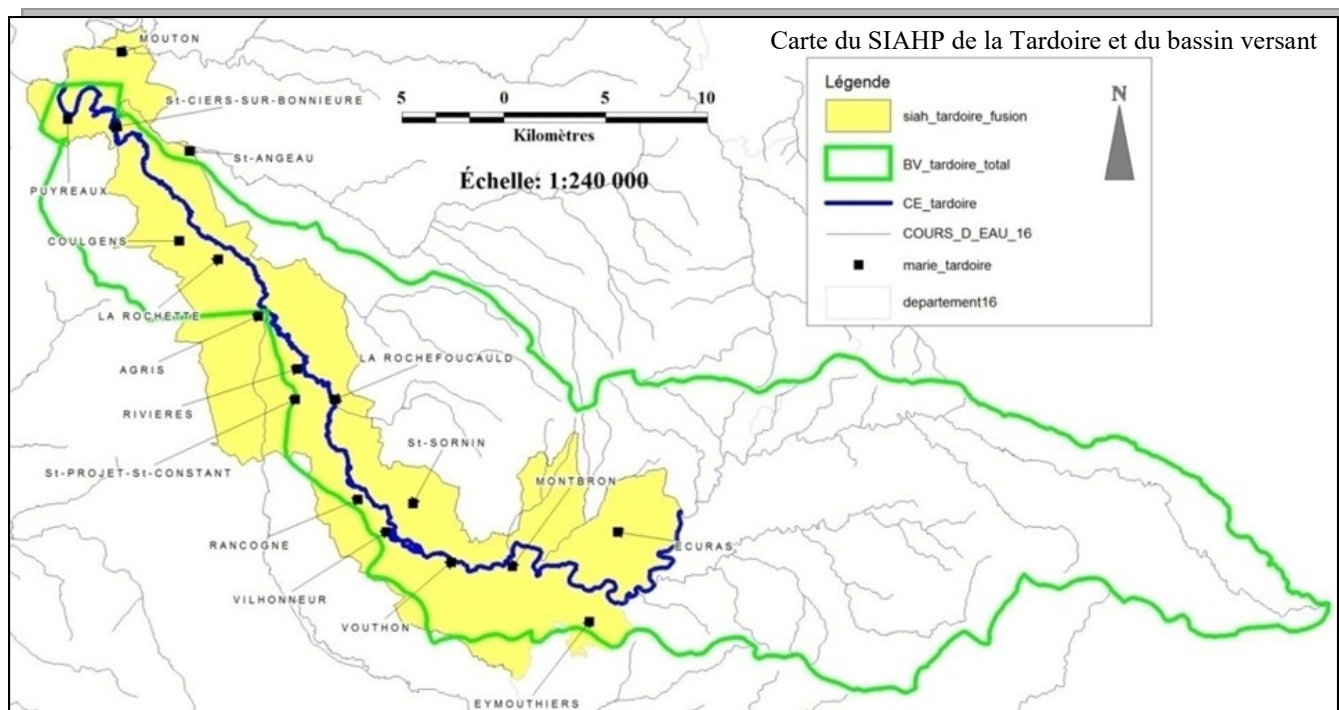 Carte du SIAHP de la Tardoire et du bassin versant
MOUTON
St-CIERS-SUR-BONNIEURE
St-ANGEAU
PUYREAUX
COULGENS
LA ROCHETTE
AGRIS
LA ROCHEFOUCAULD
RIVIERES
St-SORNIN
St-PROJET-St-CONSTANT
MONTBRON
RANCOGNE
ECURAS
VILHONNEUR
VOUTHON
EYMOUTHIERS
5 0 5 10
Kilomètres
Échelle: 1:240 000
Légende
siah_tardoire_fusion
BV_tardoire_total
CE_tardoire
COURS_D_EAU_16
marie_tardoire
departement16
N